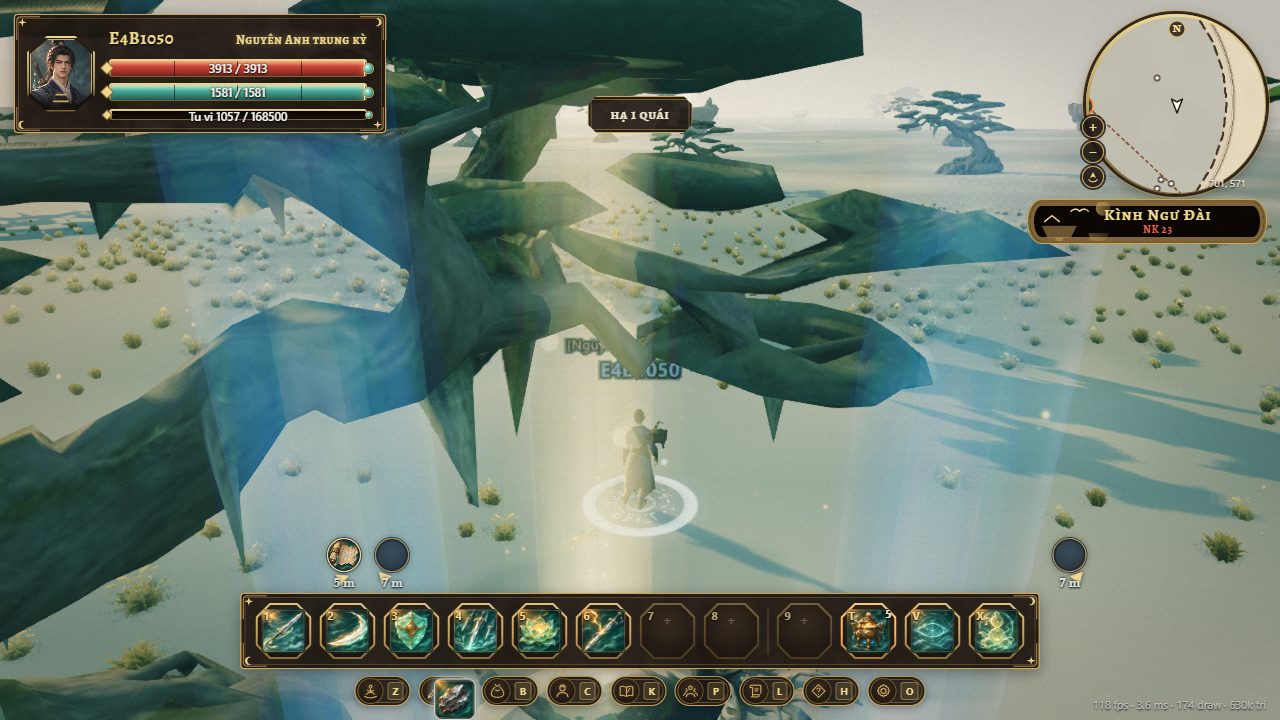 E4B1050
Nguyên Anh trung kỳ
3913 / 3913
1581 / 1581
Tu vi 1057 / 168500
HẠ 1 QUÁI
N
+
−
Kình Ngư Đài
NK 23
E4B1050
5 m
7 m
7 m
1
2
3
4
5
6
7
8
9
T
5
V
X
Z
B
C
K
P
L
H
O
118 fps · 3.6 ms · 174 draw · 630k tri